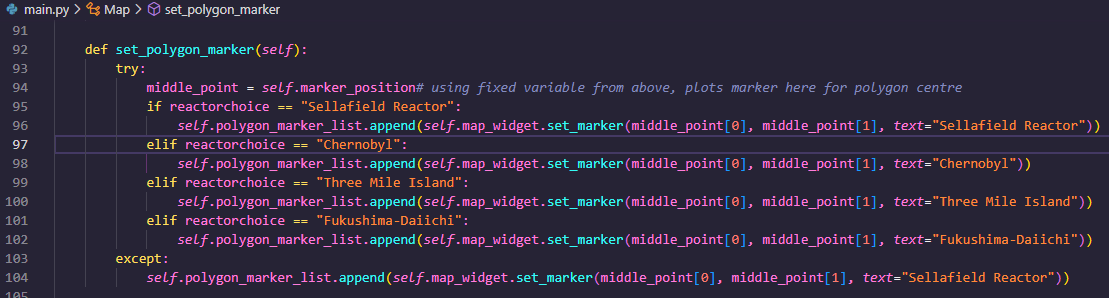 main.py > Map > set_polygon_marker
91
92 def set_polygon_marker(self):
93 try:
94 middle_point = self.marker_position# using fixed variable from above, plots marker here for polygon centre
95 if reactorchoice == "Sellafield Reactor":
96 self.polygon_marker_list.append(self.map_widget.set_marker(middle_point[0], middle_point[1], text="Sellafield Reactor"))
97 elif reactorchoice == "Chernobyl":
98 self.polygon_marker_list.append(self.map_widget.set_marker(middle_point[0], middle_point[1], text="Chernobyl"))
99 elif reactorchoice == "Three Mile Island":
100 self.polygon_marker_list.append(self.map_widget.set_marker(middle_point[0], middle_point[1], text="Three Mile Island"))
101 elif reactorchoice == "Fukushima-Daiichi":
102 self.polygon_marker_list.append(self.map_widget.set_marker(middle_point[0], middle_point[1], text="Fukushima-Daiichi"))
103 except:
104 self.polygon_marker_list.append(self.map_widget.set_marker(middle_point[0], middle_point[1], text="Sellafield Reactor"))
105